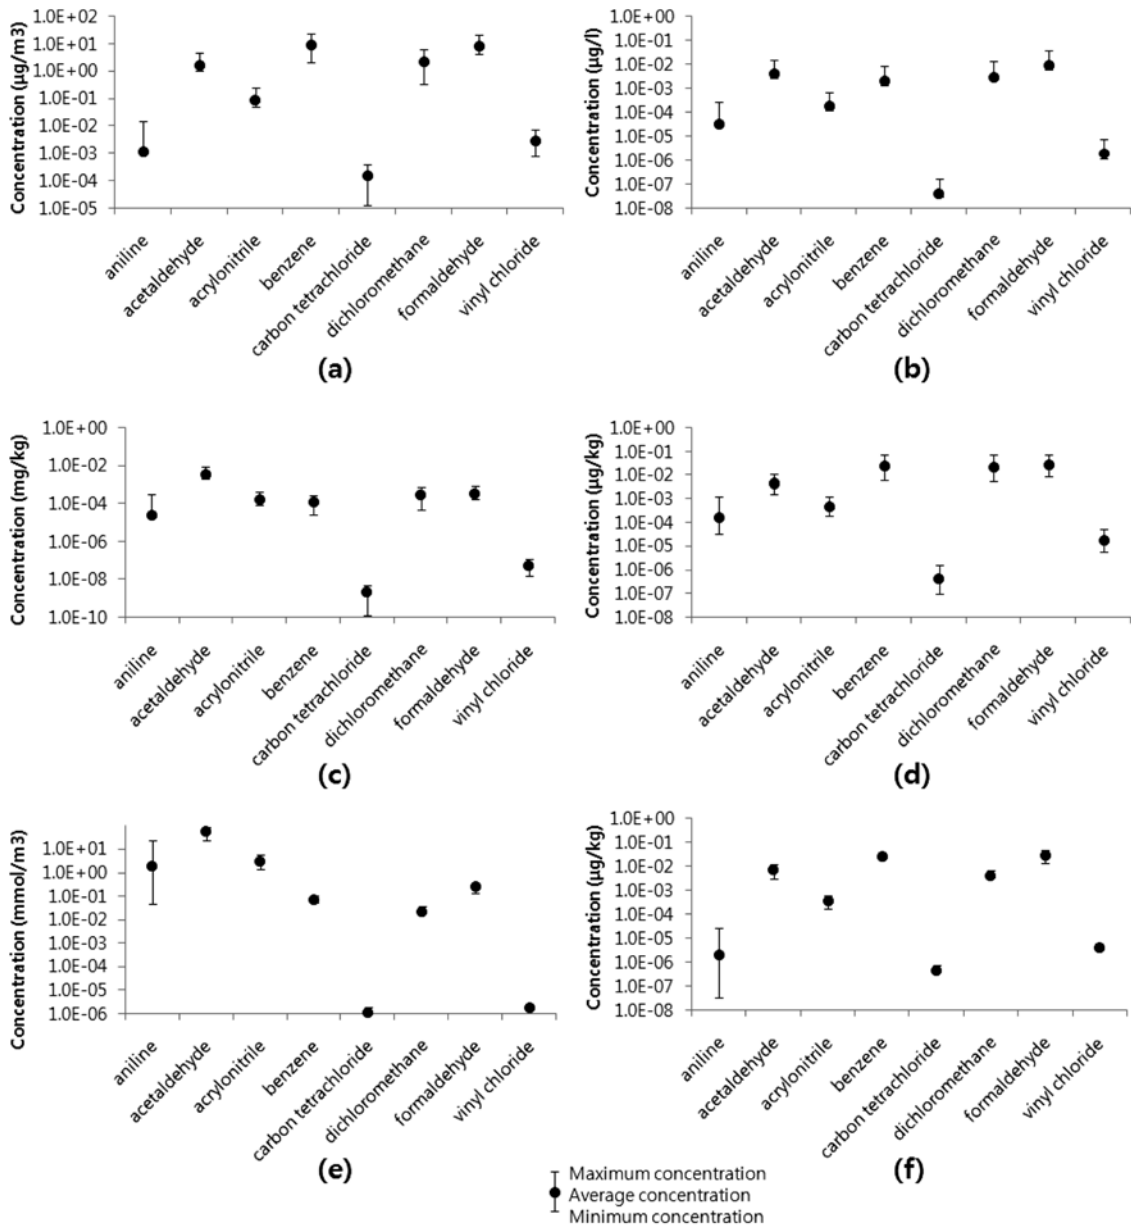 Concentration (µg/m3)
1.0E+02
1.0E+01
1.0E+00
1.0E-01
1.0E-02
1.0E-03
1.0E-04
1.0E-05
aniline
acetaldehyde
acrylonitrile
benzene
carbon tetrachloride
dichloromethane
formaldehyde
vinyl chloride
(a)
Concentration (µg/l)
1.0E+00
1.0E-01
1.0E-02
1.0E-03
1.0E-04
1.0E-05
1.0E-06
1.0E-07
1.0E-08
aniline
acetaldehyde
acrylonitrile
benzene
carbon tetrachloride
dichloromethane
formaldehyde
vinyl chloride
(b)
Concentration (mg/kg)
1.0E+00
1.0E-02
1.0E-04
1.0E-06
1.0E-08
1.0E-10
aniline
acetaldehyde
acrylonitrile
benzene
carbon tetrachloride
dichloromethane
formaldehyde
vinyl chloride
(c)
Concentration (µg/kg)
1.0E+00
1.0E-01
1.0E-02
1.0E-03
1.0E-04
1.0E-05
1.0E-06
1.0E-07
1.0E-08
aniline
acetaldehyde
acrylonitrile
benzene
carbon tetrachloride
dichloromethane
formaldehyde
vinyl chloride
(d)
Concentration (mmol/m3)
1.0E+01
1.0E+00
1.0E-01
1.0E-02
1.0E-03
1.0E-04
1.0E-05
1.0E-06
aniline
acetaldehyde
acrylonitrile
benzene
carbon tetrachloride
dichloromethane
formaldehyde
vinyl chloride
(e)
Concentration (µg/kg)
1.0E+00
1.0E-01
1.0E-02
1.0E-03
1.0E-04
1.0E-05
1.0E-06
1.0E-07
1.0E-08
aniline
acetaldehyde
acrylonitrile
benzene
carbon tetrachloride
dichloromethane
formaldehyde
vinyl chloride
(f)
Maximum concentration
Average concentration
Minimum concentration